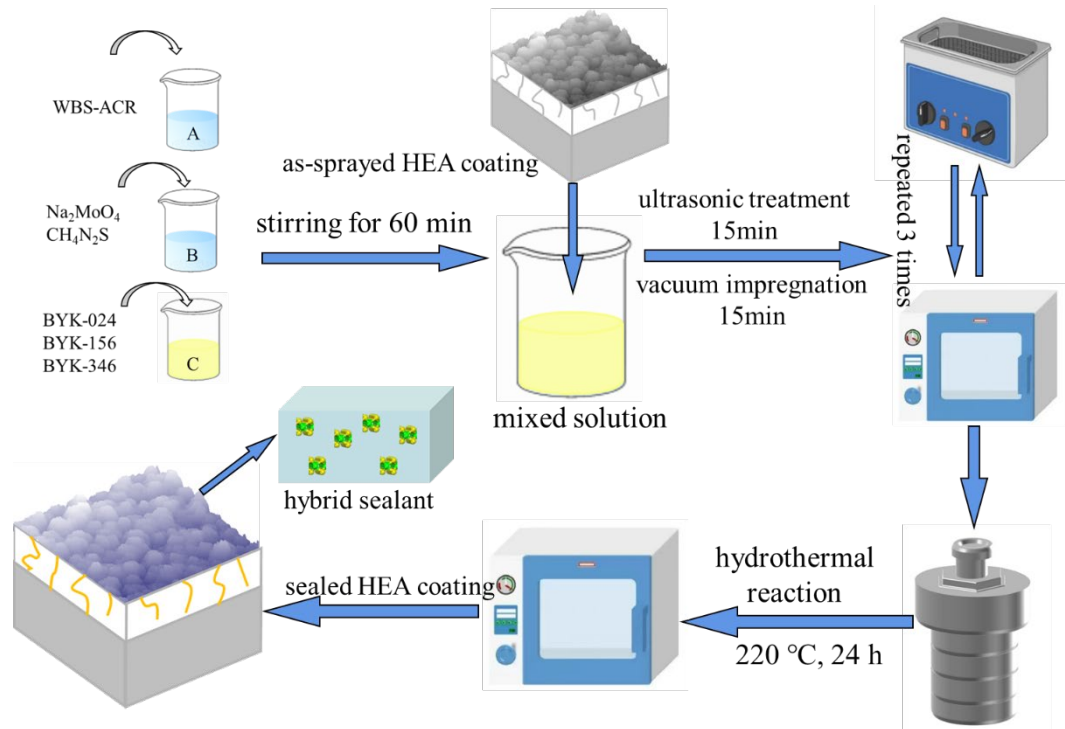 WBS-ACR
A
Na₂MoO₄
CH₄N₂S
B
BYK-024
BYK-156
BYK-346
C
stirring for 60 min
as-sprayed HEA coating
mixed solution
ultrasonic treatment
15min
vacuum impregnation
15min
repeated 3 times
hydrothermal
reaction
220 ℃, 24 h
sealed HEA coating
hybrid sealant